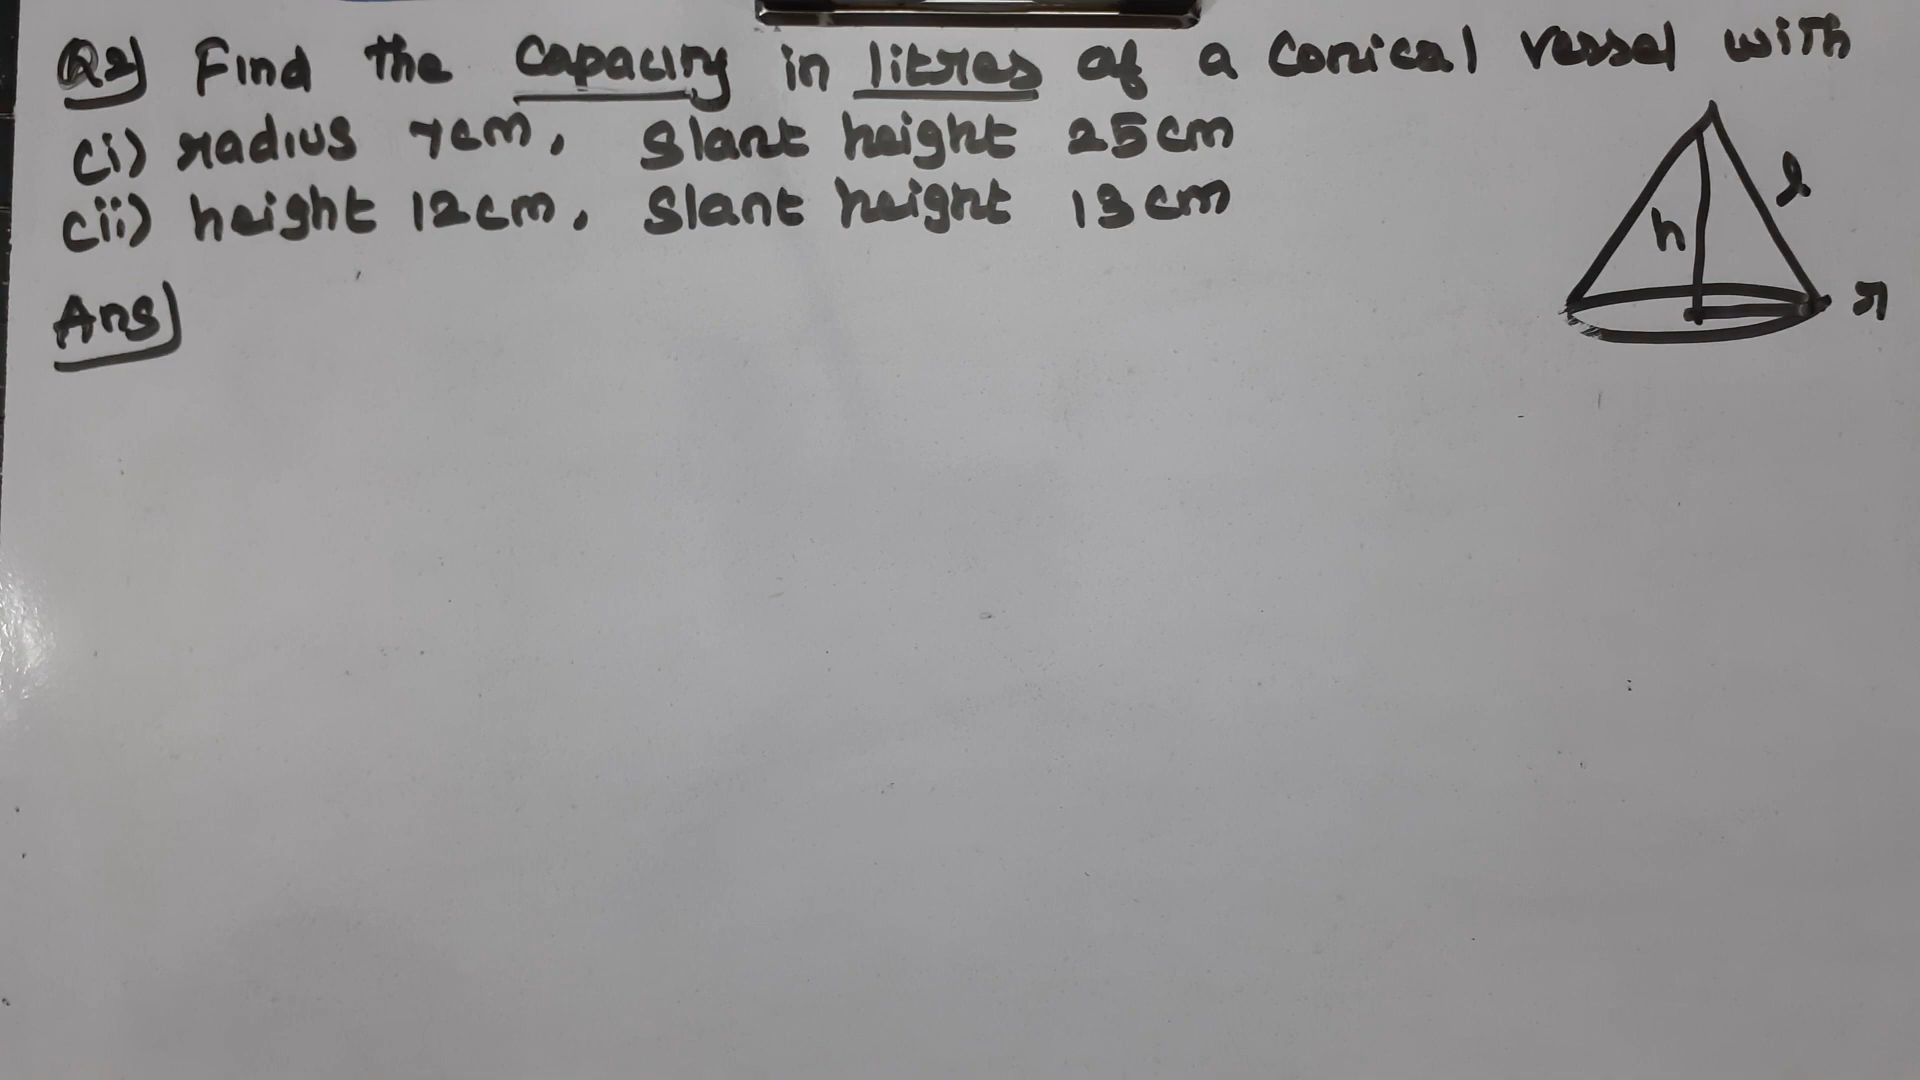 Q2) Find the capacity in litres of a conical vessel with
(i) radius 7cm, slant height 25cm
(ii) height 12cm, slant height 13cm
h
l
r
Ans)